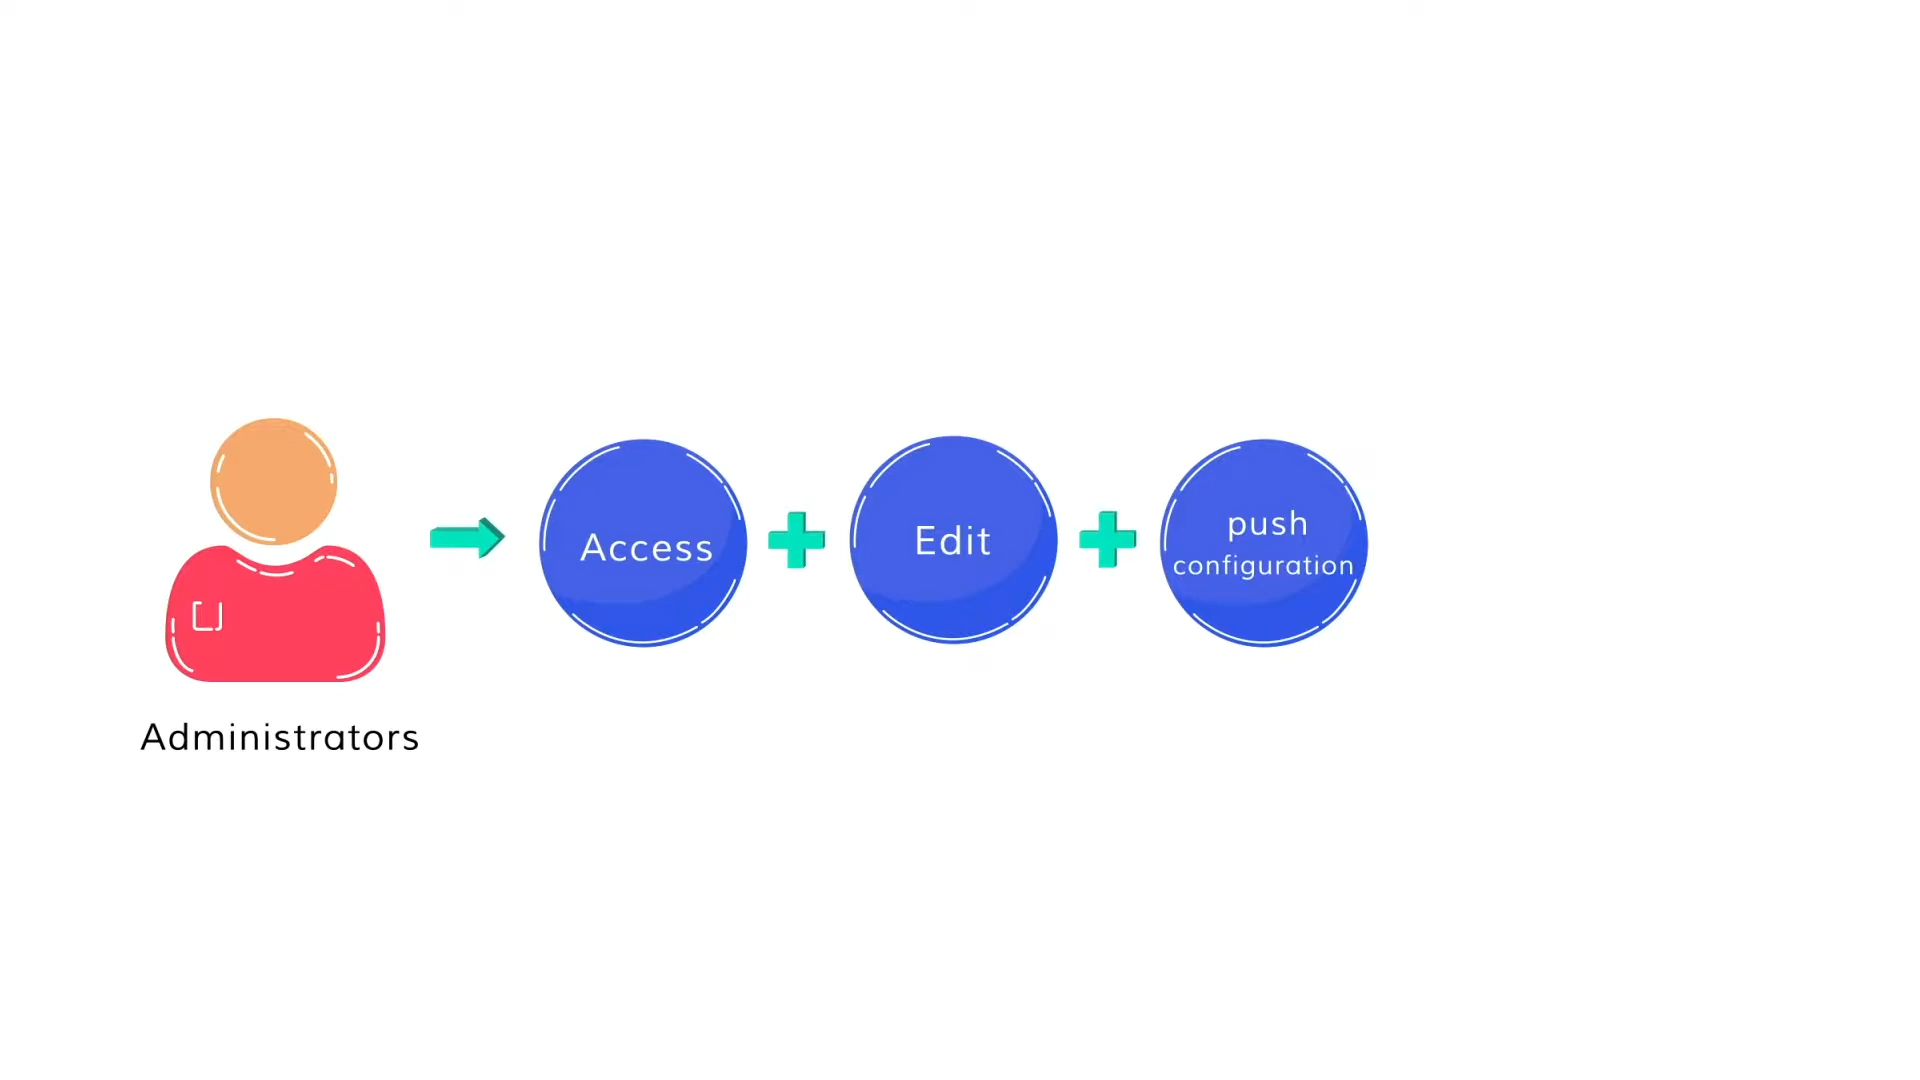 Access
Edit
push
configuration
Administrators